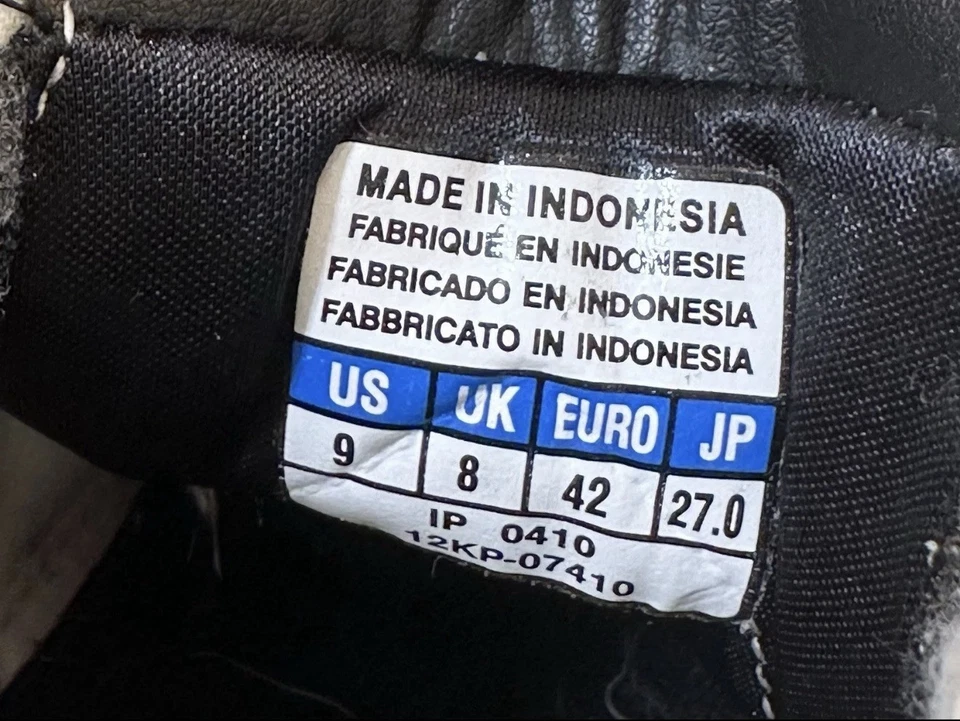 MADE IN INDONESIA
FABRIQUÉ EN INDONESIE
FABRICADO EN INDONESIA
FABBRICATO IN INDONESIA
US UK EURO JP
9 8 42 27.0
IP 0410
12KP-07410